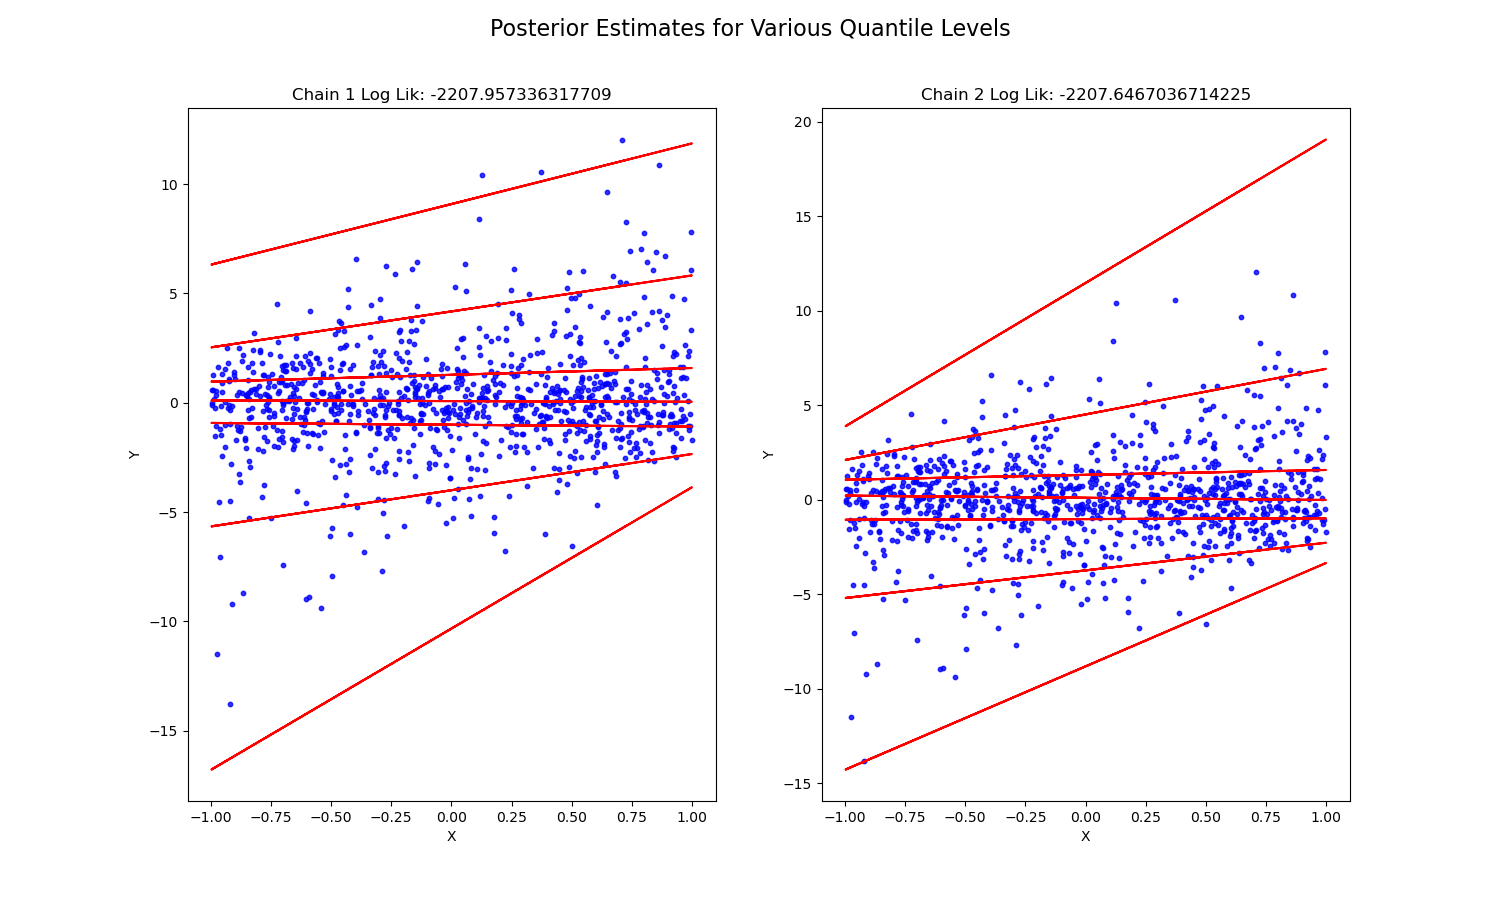 Posterior Estimates for Various Quantile Levels
Chain 1 Log Lik: -2207.957336317709
Chain 2 Log Lik: -2207.6467036714225
10
5
0
−5
−10
−15
Y
−1.00 −0.75 −0.50 −0.25 0.00 0.25 0.50 0.75 1.00
X
20
15
10
5
0
−5
−10
−15
Y
−1.00 −0.75 −0.50 −0.25 0.00 0.25 0.50 0.75 1.00
X